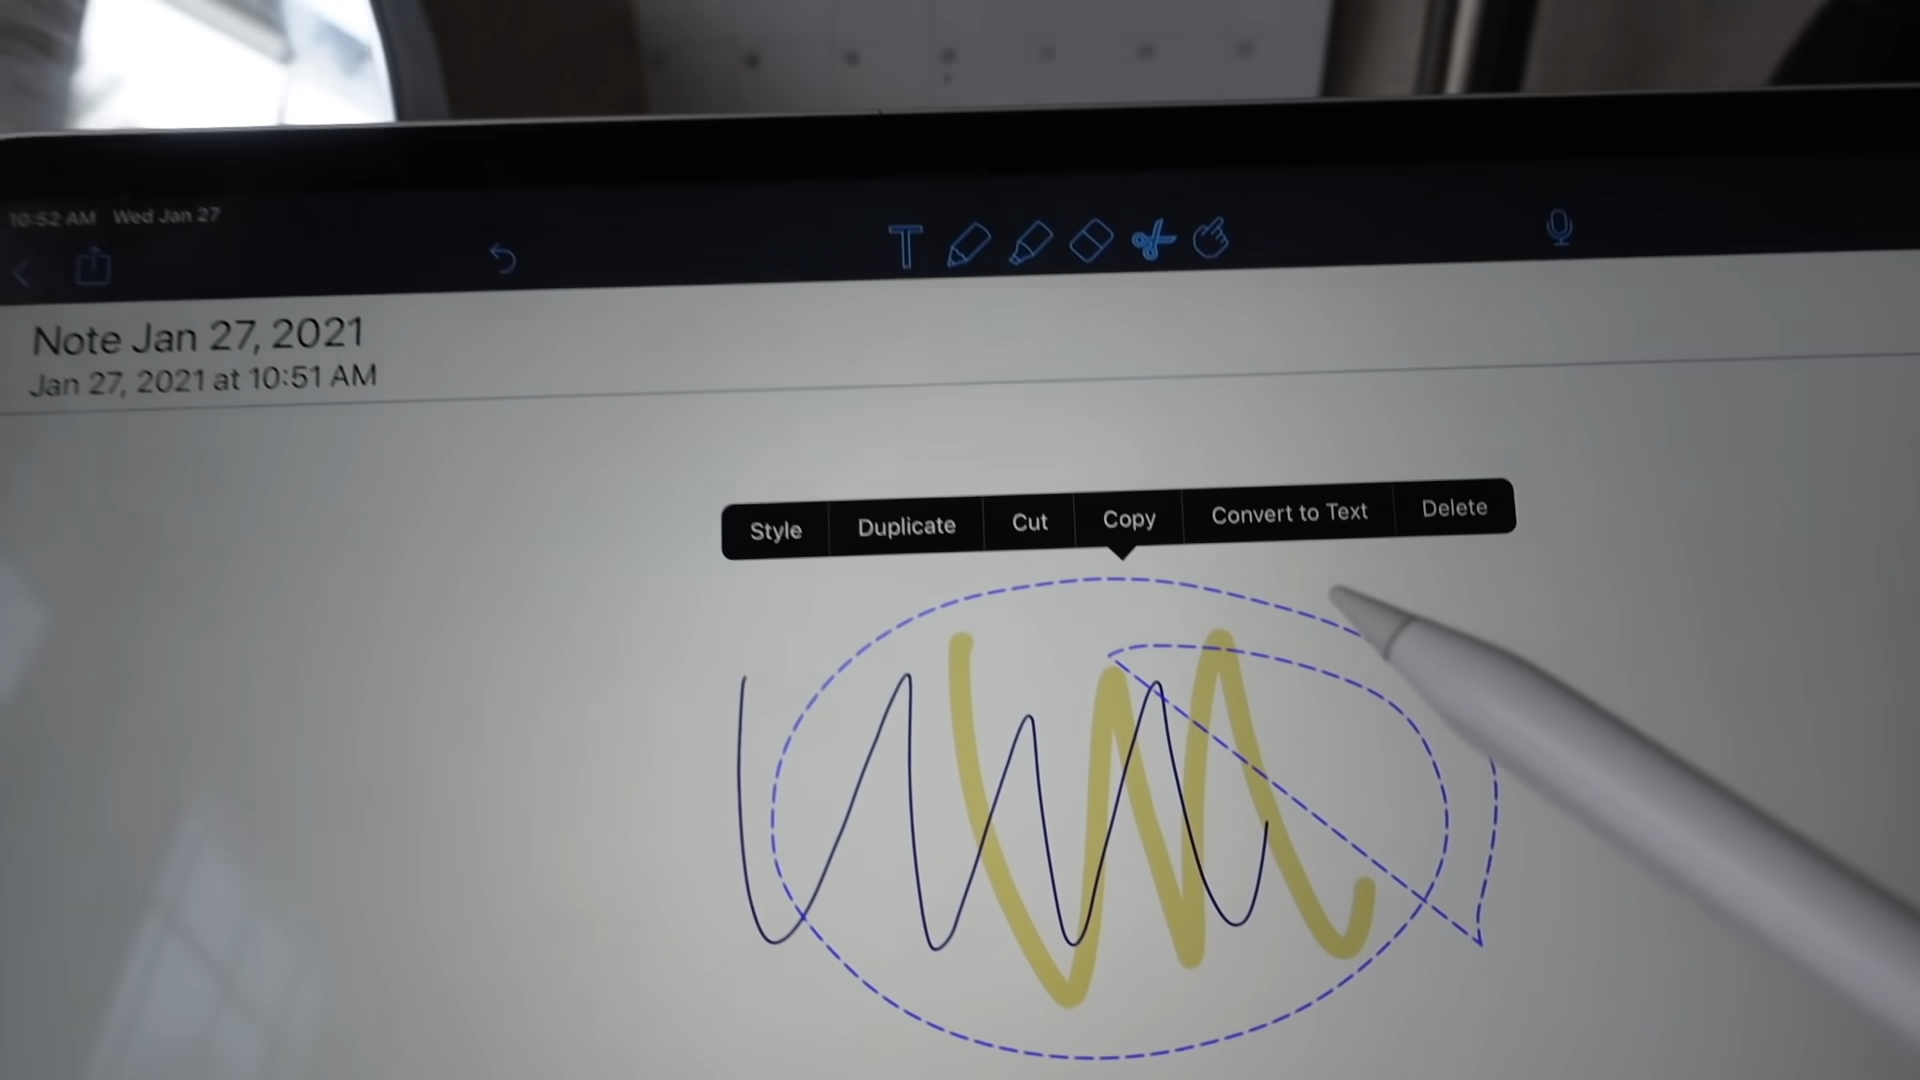 10:52 AM Wed Jan 27
T
Note Jan 27, 2021
Jan 27, 2021 at 10:51 AM
Style Duplicate Cut Copy Convert to Text Delete